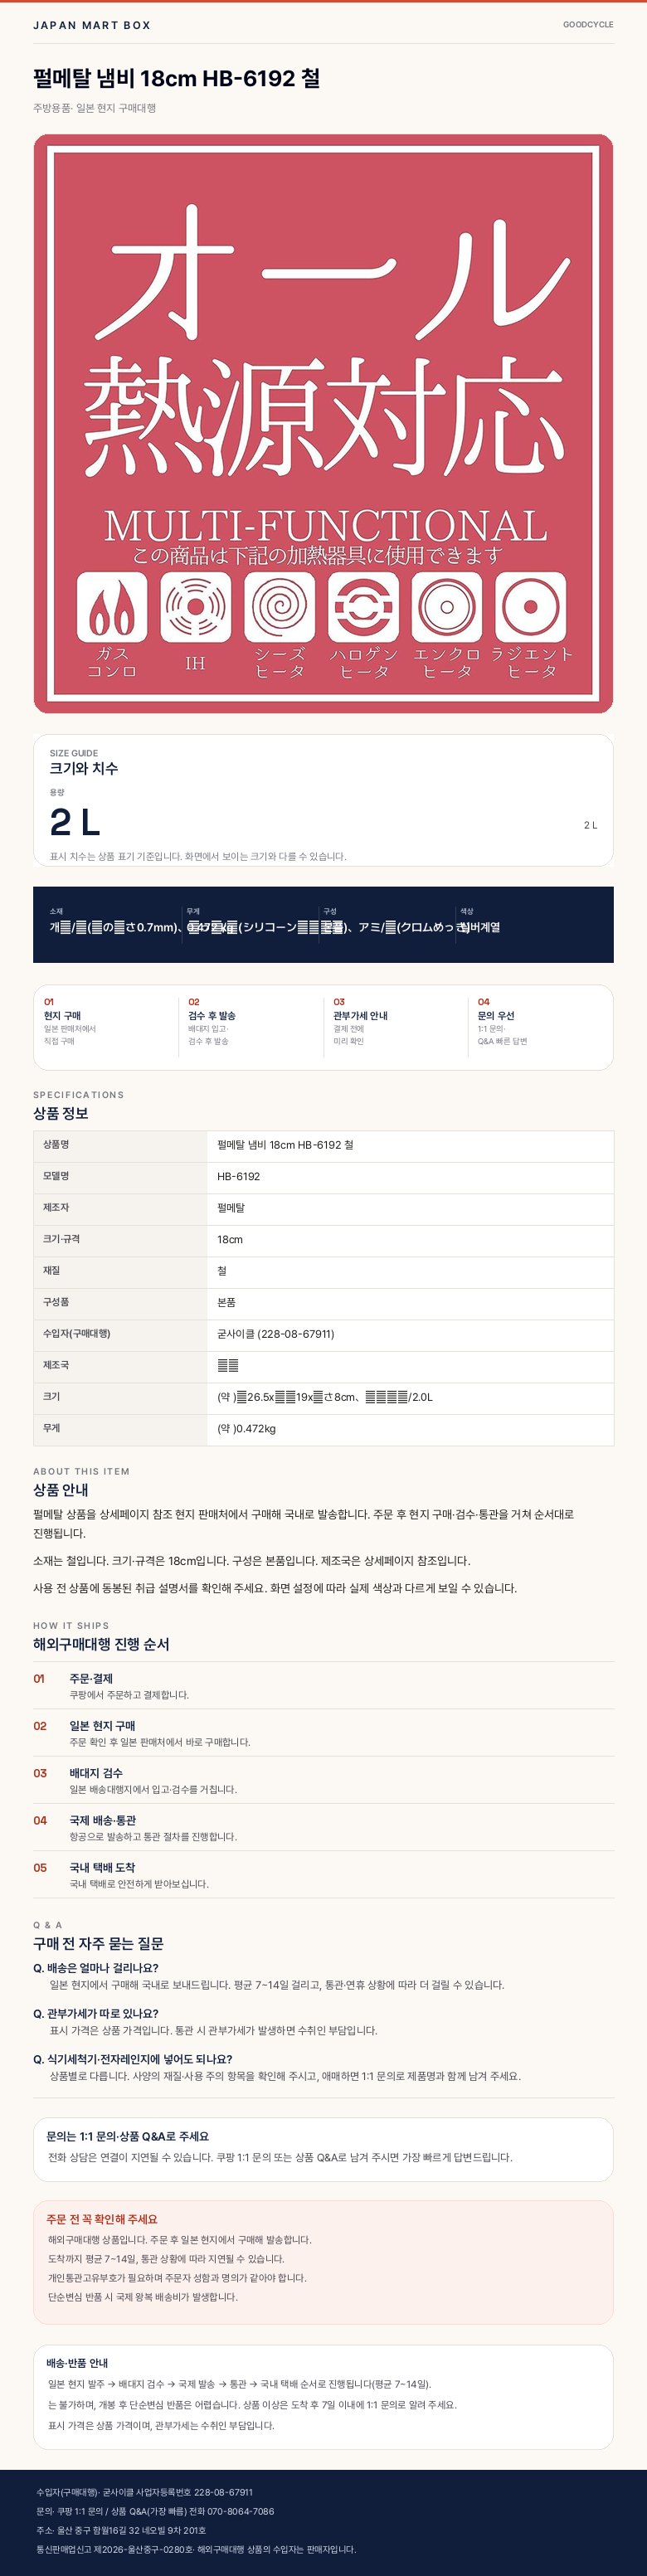 JAPAN MART BOX
GOODCYCLE
펄메탈 냄비 18cm HB-6192 철
주방용품· 일본 현지 구매대행
オール
熱源対応
MULTI-FUNCTIONAL
この商品は下記の加熱器具に使用できます
ガス
コンロ
IH
シーズ
ヒータ
ハロゲン
ヒータ
エンクロ
ヒータ
ラジエント
ヒータ
SIZE GUIDE
크기와 치수
용량
2 L
2 L
표시 치수는 상품 표기 기준입니다. 화면에서 보이는 크기와 다를 수 있습니다.
소재
무게
구성
색상
01
현지 구매
일본 판매처에서
직접 구매
02
검수 후 발송
배대지 입고·
검수 후 발송
03
관부가세 안내
결제 전에
미리 확인
04
문의 우선
1:1 문의·
Q&A 빠른 답변
SPECIFICATIONS
상품 정보
상품명 펄메탈 냄비 18cm HB-6192 철
모델명 HB-6192
제조자 펄메탈
크기·규격 18cm
재질 철
구성품 본품
수입자(구매대행) 굳사이클 (228-08-67911)
제조국
크기 (약 ) 26.5x 19x さ8cm、 /2.0L
무게 (약 )0.472kg
ABOUT THIS ITEM
상품 안내
펄메탈 상품을 상세페이지 참조 현지 판매처에서 구매해 국내로 발송합니다. 주문 후 현지 구매·검수·통관을 거쳐 순서대로
진행됩니다.
소재는 철입니다. 크기·규격은 18cm입니다. 구성은 본품입니다. 제조국은 상세페이지 참조입니다.
사용 전 상품에 동봉된 취급 설명서를 확인해 주세요. 화면 설정에 따라 실제 색상과 다르게 보일 수 있습니다.
HOW IT SHIPS
해외구매대행 진행 순서
01 주문·결제
쿠팡에서 주문하고 결제합니다.
02 일본 현지 구매
주문 확인 후 일본 판매처에서 바로 구매합니다.
03 배대지 검수
일본 배송대행지에서 입고·검수를 거칩니다.
04 국제 배송·통관
항공으로 발송하고 통관 절차를 진행합니다.
05 국내 택배 도착
국내 택배로 안전하게 받아보십니다.
Q & A
구매 전 자주 묻는 질문
Q. 배송은 얼마나 걸리나요?
일본 현지에서 구매해 국내로 보내드립니다. 평균 7~14일 걸리고, 통관·연휴 상황에 따라 더 걸릴 수 있습니다.
Q. 관부가세가 따로 있나요?
표시 가격은 상품 가격입니다. 통관 시 관부가세가 발생하면 수취인 부담입니다.
Q. 식기세척기·전자레인지에 넣어도 되나요?
상품별로 다릅니다. 사양의 재질·사용 주의 항목을 확인해 주시고, 애매하면 1:1 문의로 제품명과 함께 남겨 주세요.
문의는 1:1 문의·상품 Q&A로 주세요
전화 상담은 연결이 지연될 수 있습니다. 쿠팡 1:1 문의 또는 상품 Q&A로 남겨 주시면 가장 빠르게 답변드립니다.
주문 전 꼭 확인해 주세요
해외구매대행 상품입니다. 주문 후 일본 현지에서 구매해 발송합니다.
도착까지 평균 7~14일, 통관 상황에 따라 지연될 수 있습니다.
개인통관고유부호가 필요하며 주문자 성함과 명의가 같아야 합니다.
단순변심 반품 시 국제 왕복 배송비가 발생합니다.
배송·반품 안내
일본 현지 발주 → 배대지 검수 → 국제 발송 → 통관 → 국내 택배 순서로 진행됩니다(평균 7~14일).
는 불가하며, 개봉 후 단순변심 반품은 어렵습니다. 상품 이상은 도착 후 7일 이내에 1:1 문의로 알려 주세요.
표시 가격은 상품 가격이며, 관부가세는 수취인 부담입니다.
수입자(구매대행)· 굳사이클 사업자등록번호 228-08-67911
문의· 쿠팡 1:1 문의 / 상품 Q&A(가장 빠름) 전화 070-8064-7086
주소· 울산 중구 함월16길 32 네오빌 9차 201호
통신판매업신고 제2026-울산중구-0280호· 해외구매대행 상품의 수입자는 판매자입니다.